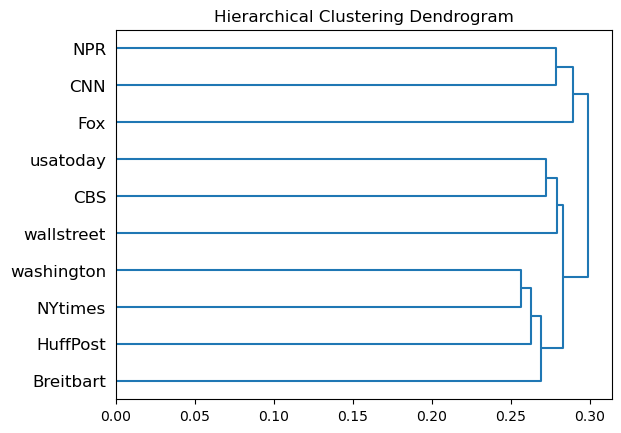 Hierarchical Clustering Dendrogram
NPR
CNN
Fox
usatoday
CBS
wallstreet
washington
NYtimes
HuffPost
Breitbart
0.00 0.05 0.10 0.15 0.20 0.25 0.30